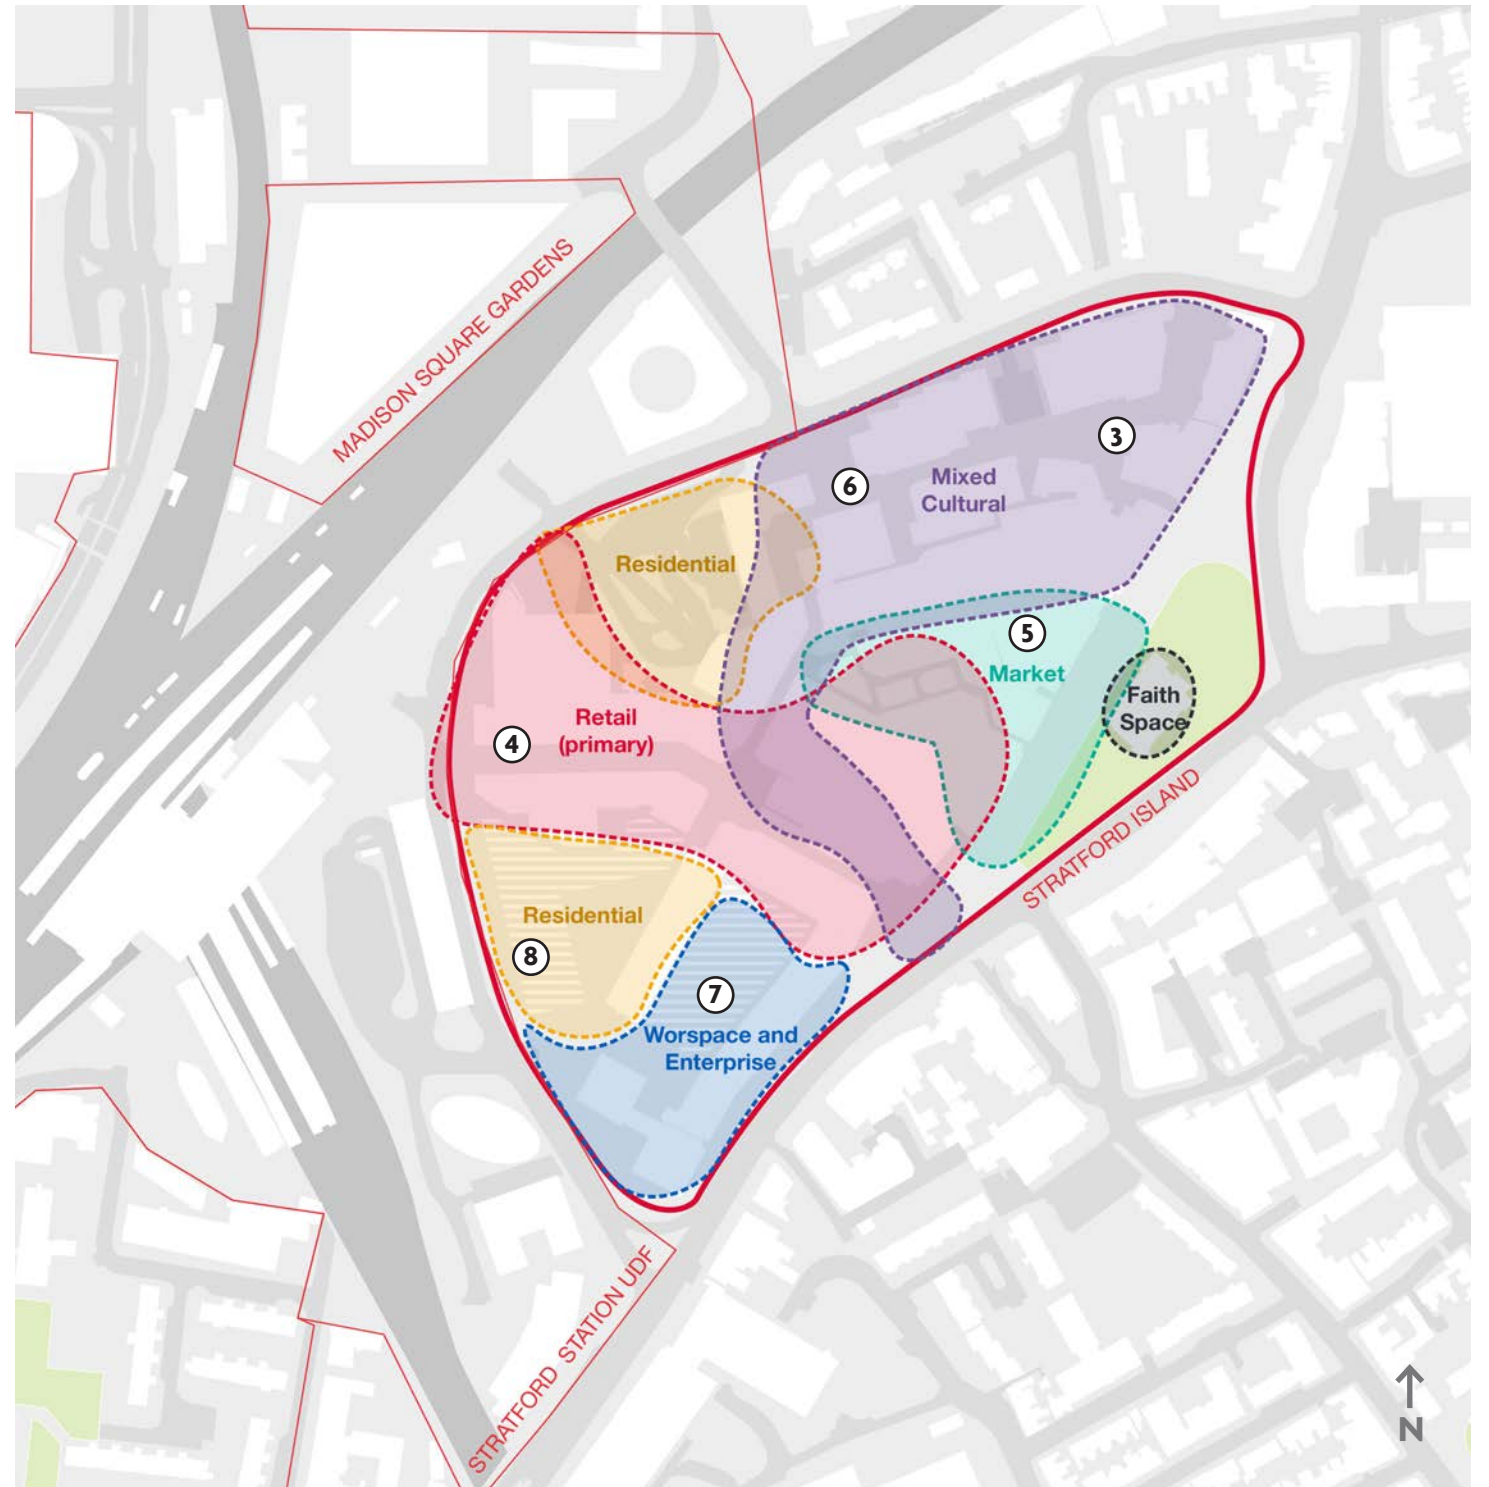 MADISON SQUARE GARDENS
3
6
Mixed
Cultural
Residential
5
Market
Faith
Space
Retail
(primary)
4
STRATFORD ISLAND
Residential
8
7
Worspace and
Enterprise
STRATFORD STATION UDF
N